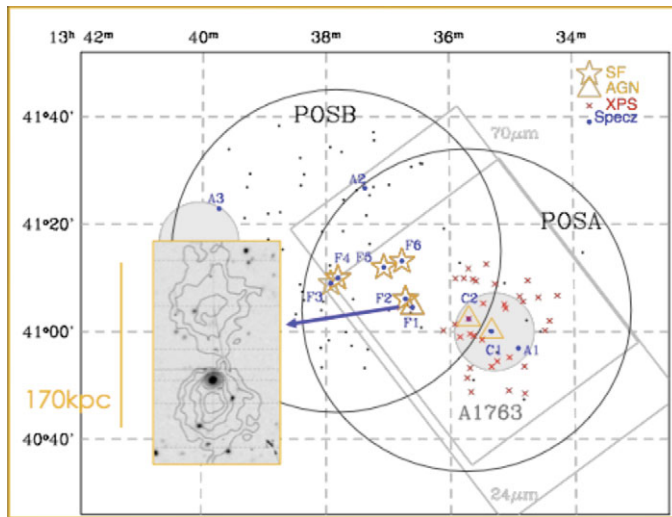 13ʰ 42ᵐ 40ᵐ 38ᵐ 36ᵐ 34ᵐ
SF
AGN
XPS
Specz
41°40'
POSB
70μm
A3
A2
41°20'
POSA
F4 F5 F6
F3
F2
C2
41°00'
F1
C1 A1
170kpc
A1763
40°40'
N
24μm